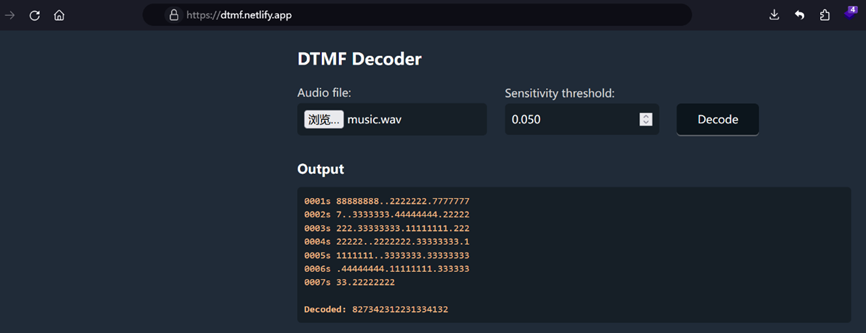 https://dtmf.netlify.app
4
DTMF Decoder
Audio file:
Sensitivity threshold:
浏览... music.wav
0.050
Decode
Output
0001s 88888888..2222222.7777777
0002s 7..3333333.44444444.22222
0003s 222.33333333.11111111.222
0004s 22222..2222222.33333333.1
0005s 1111111..3333333.33333333
0006s .44444444.11111111.333333
0007s 33.22222222
Decoded: 827342312231334132